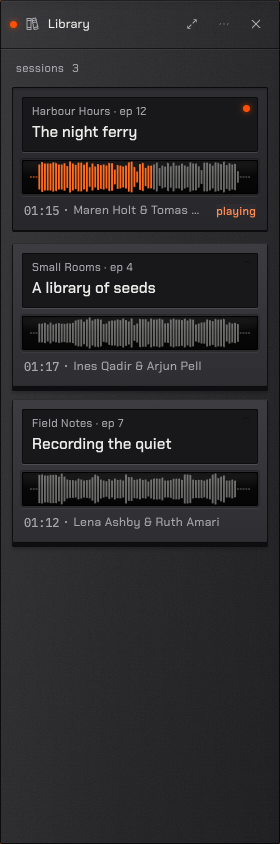 Library
sessions 3
Harbour Hours · ep 12
The night ferry
01:15 · Maren Holt & Tomas ... playing
Small Rooms · ep 4
A library of seeds
01:17 · Ines Qadir & Arjun Pell
Field Notes · ep 7
Recording the quiet
01:12 · Lena Ashby & Ruth Amari